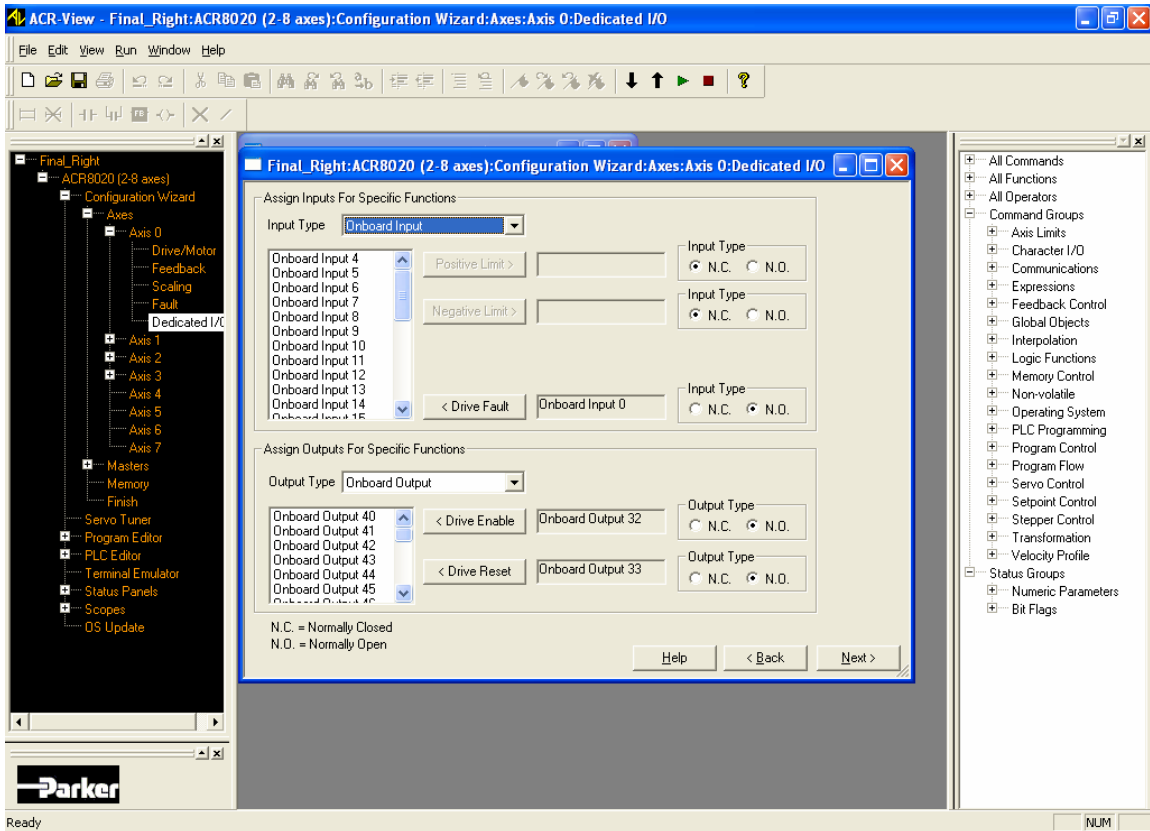 ACR-View - Final_Right:ACR8020 (2-8 axes):Configuration Wizard:Axes:Axis 0:Dedicated I/O
File Edit View Run Window Help
Final_Right
ACR8020 (2-8 axes)
Configuration Wizard
Axes
Axis 0
Drive/Motor
Feedback
Scaling
Fault
Dedicated I/O
Axis 1
Axis 2
Axis 3
Axis 4
Axis 5
Axis 6
Axis 7
Masters
Memory
Finish
Servo Tuner
Program Editor
PLC Editor
Terminal Emulator
Status Panels
Scopes
OS Update
Parker
Final_Right:ACR8020 (2-8 axes):Configuration Wizard:Axes:Axis 0:Dedicated I/O
Assign Inputs For Specific Functions
Input Type Onboard Input
Onboard Input 4
Onboard Input 5
Onboard Input 6
Onboard Input 7
Onboard Input 8
Onboard Input 9
Onboard Input 10
Onboard Input 11
Onboard Input 12
Onboard Input 13
Onboard Input 14
Onboard Input 15
Positive Limit >
Input Type
N.C. N.O.
Negative Limit >
Input Type
N.C. N.O.
< Drive Fault Onboard Input 0
Input Type
N.C. N.O.
Assign Outputs For Specific Functions
Output Type Onboard Output
Onboard Output 40
Onboard Output 41
Onboard Output 42
Onboard Output 43
Onboard Output 44
Onboard Output 45
Onboard Output 46
< Drive Enable Onboard Output 32
Output Type
N.C. N.O.
< Drive Reset Onboard Output 33
Output Type
N.C. N.O.
N.C. = Normally Closed
N.O. = Normally Open
Help < Back Next >
All Commands
All Functions
All Operators
Command Groups
Axis Limits
Character I/O
Communications
Expressions
Feedback Control
Global Objects
Interpolation
Logic Functions
Memory Control
Non-volatile
Operating System
PLC Programming
Program Control
Program Flow
Servo Control
Setpoint Control
Stepper Control
Transformation
Velocity Profile
Status Groups
Numeric Parameters
Bit Flags
Ready NUM